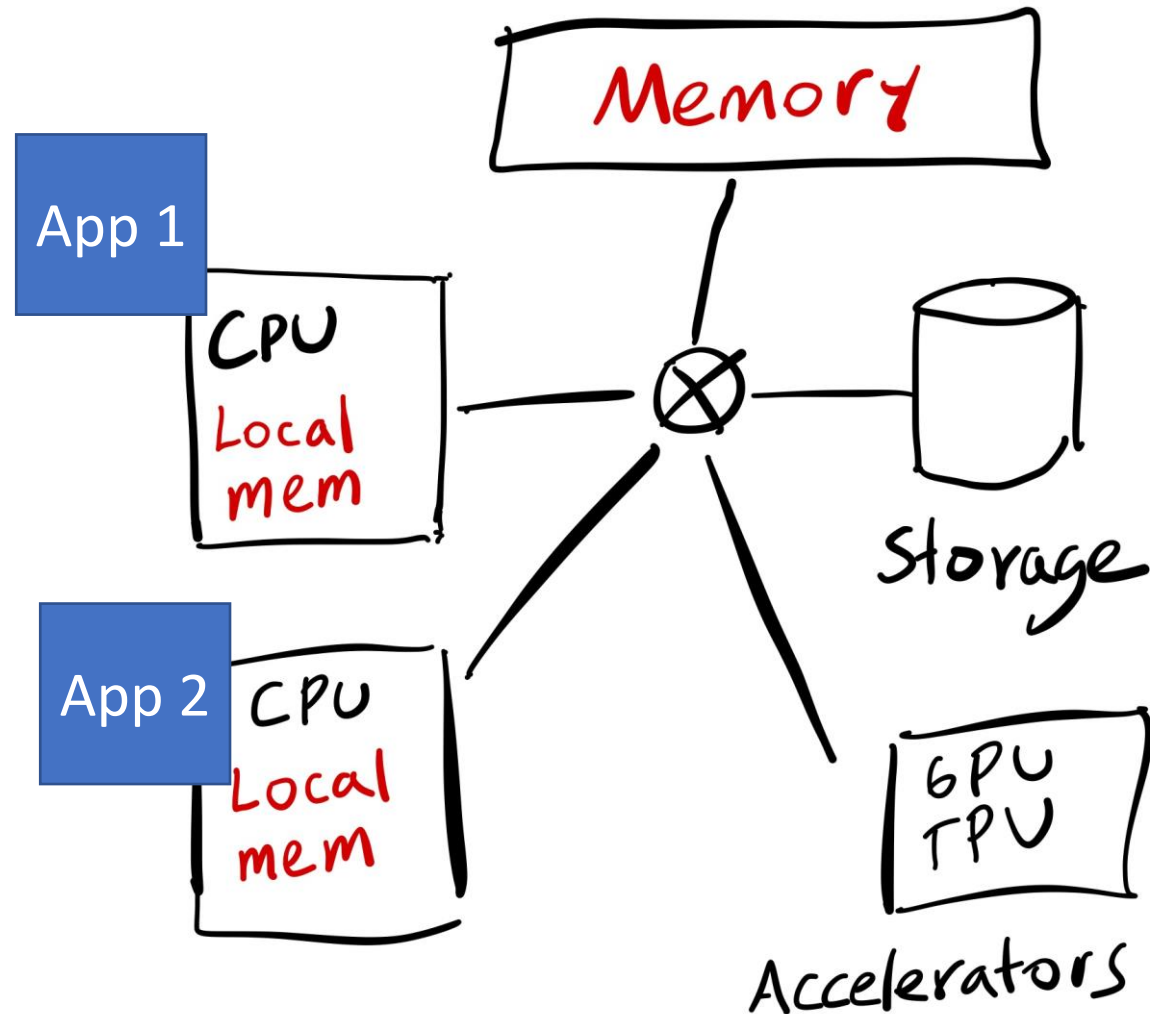 Memory
App 1
CPU
Local
mem
Storage
App 2
CPU
Local
mem
GPU
TPU
Accelerators